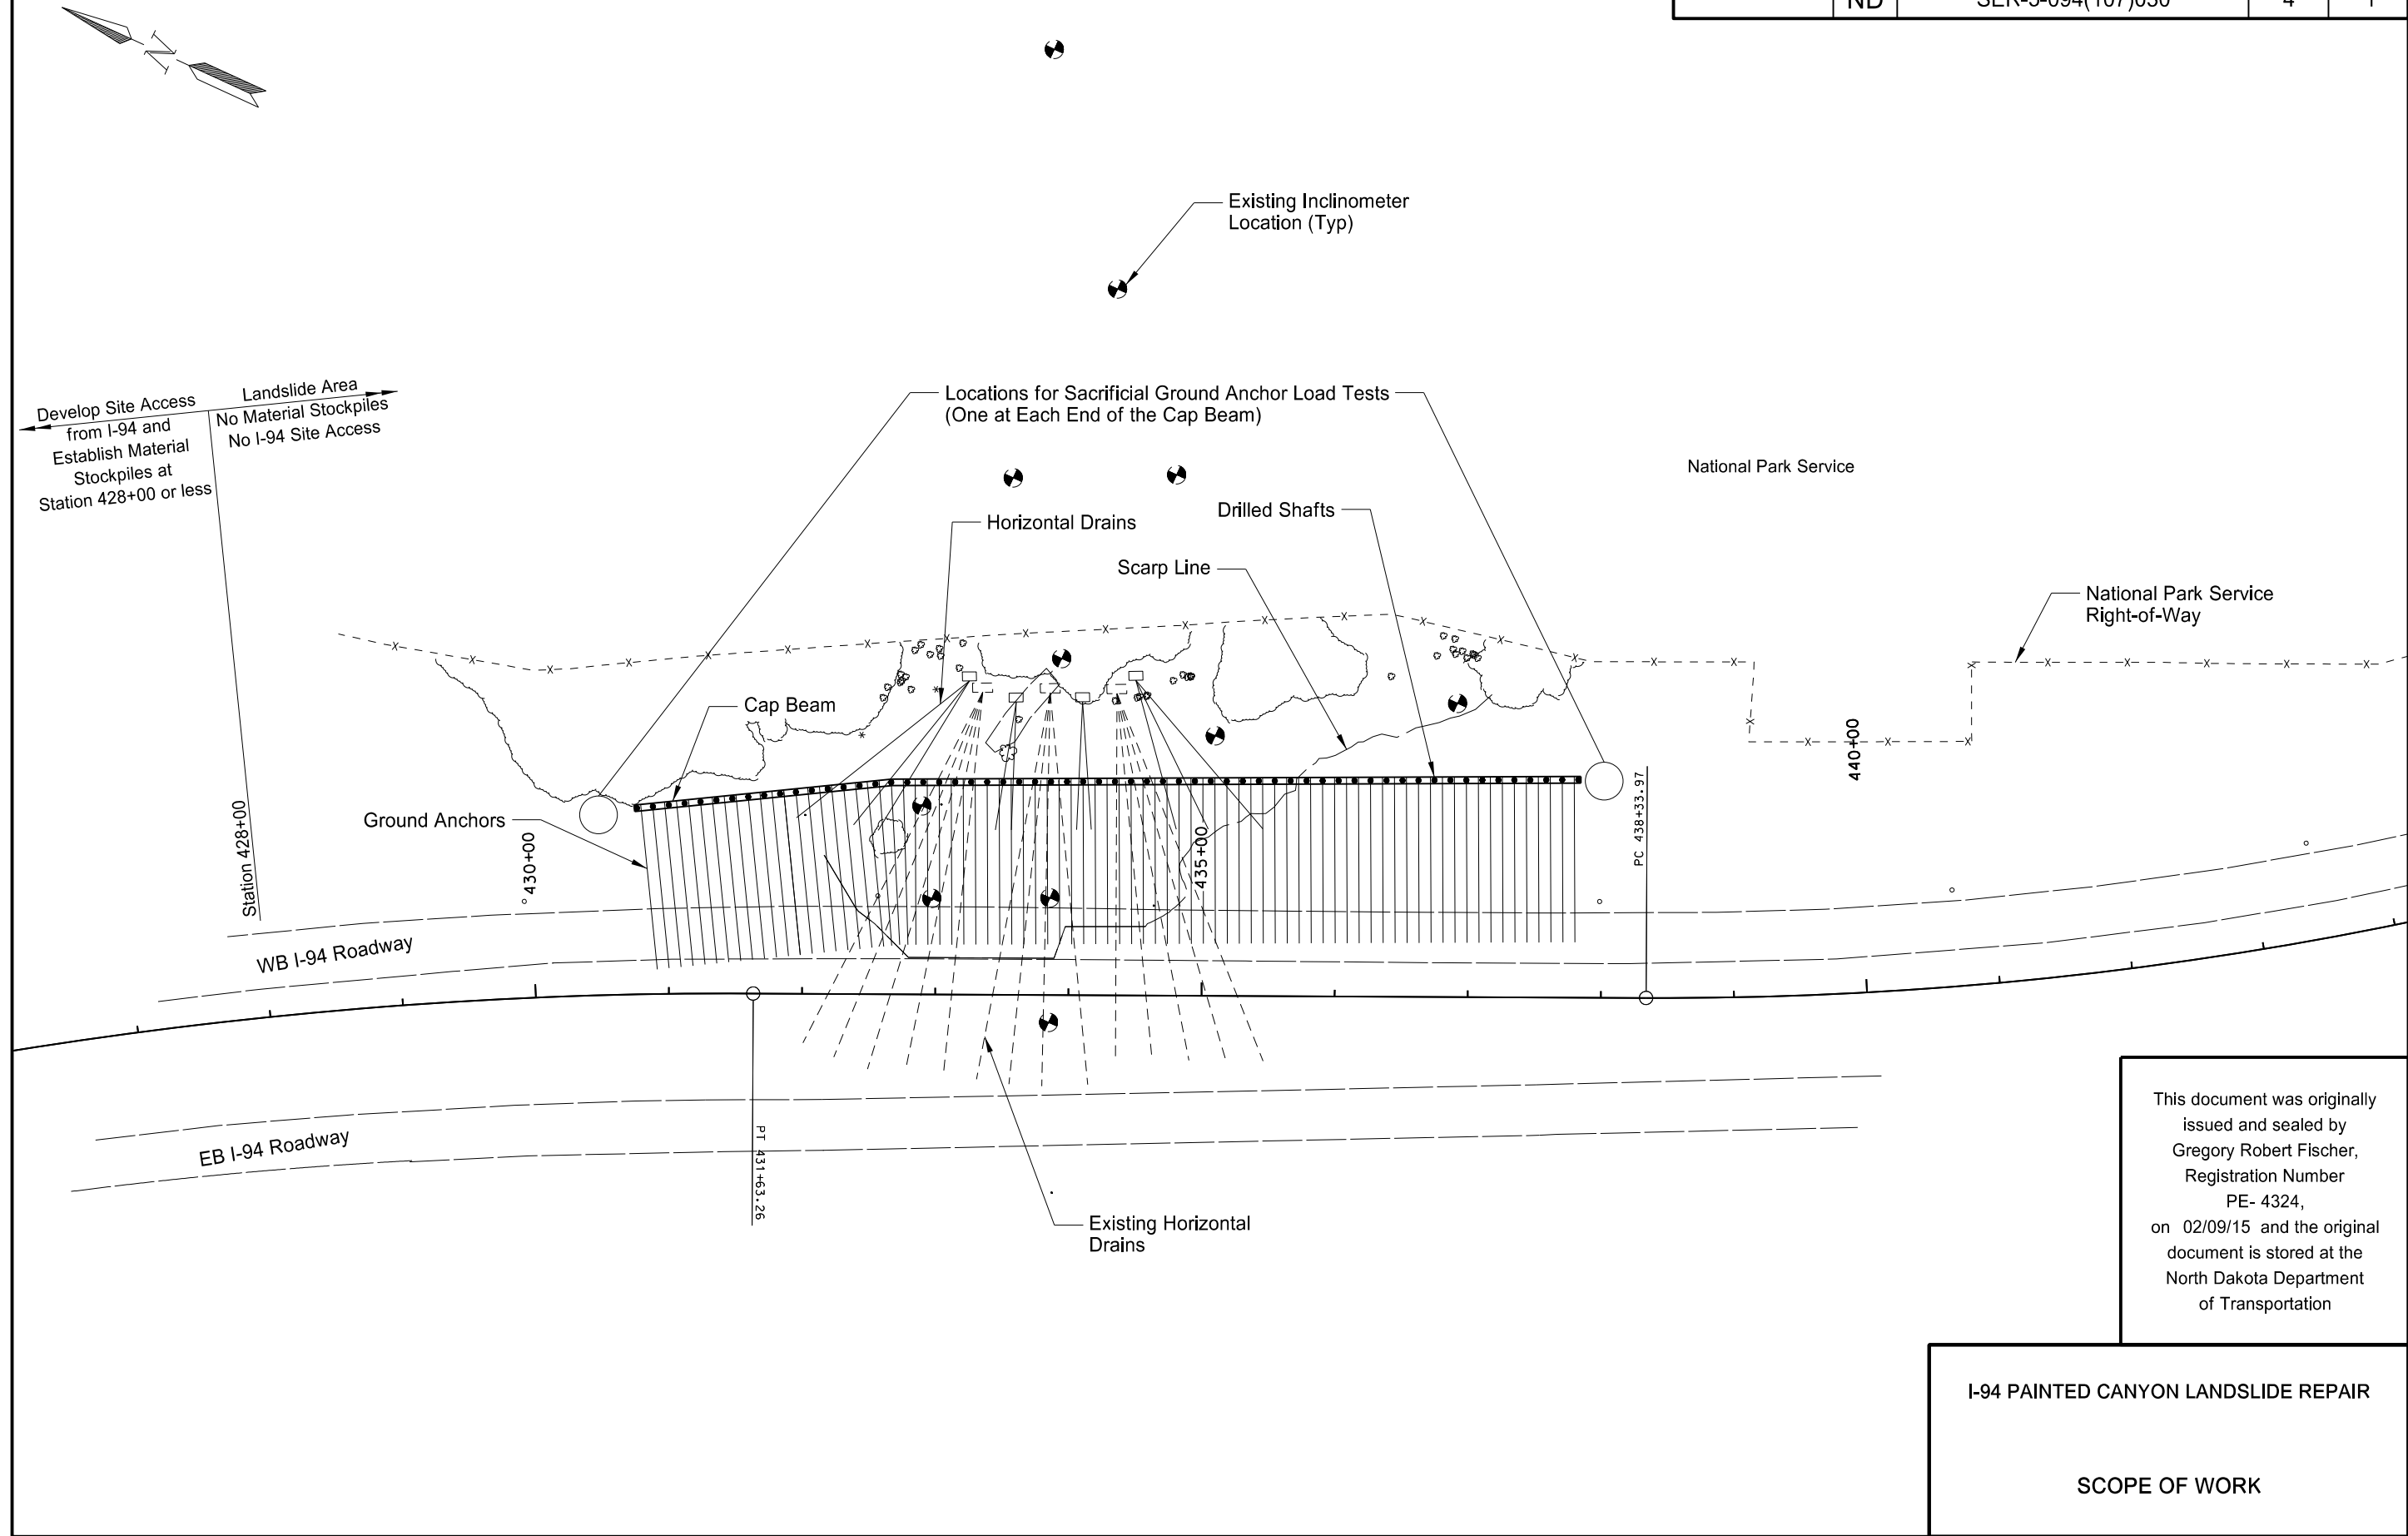 ND
4
N
Existing Inclinometer
Location (Typ)
Develop Site Access
from I-94 and
Establish Material
Stockpiles at
Station 428+00 or less
Landslide Area
No Material Stockpiles
No I-94 Site Access
Locations for Sacrificial Ground Anchor Load Tests
(One at Each End of the Cap Beam)
National Park Service
Horizontal Drains
Drilled Shafts
Scarp Line
National Park Service
Right-of-Way
Cap Beam
Ground Anchors
Station 428+00
430+00
435+00
PC 438+33.97
440+00
WB I-94 Roadway
EB I-94 Roadway
PT 431+63.26
Existing Horizontal
Drains
This document was originally
issued and sealed by
Gregory Robert Fischer,
Registration Number
PE- 4324,
on 02/09/15 and the original
document is stored at the
North Dakota Department
of Transportation
I-94 PAINTED CANYON LANDSLIDE REPAIR
SCOPE OF WORK